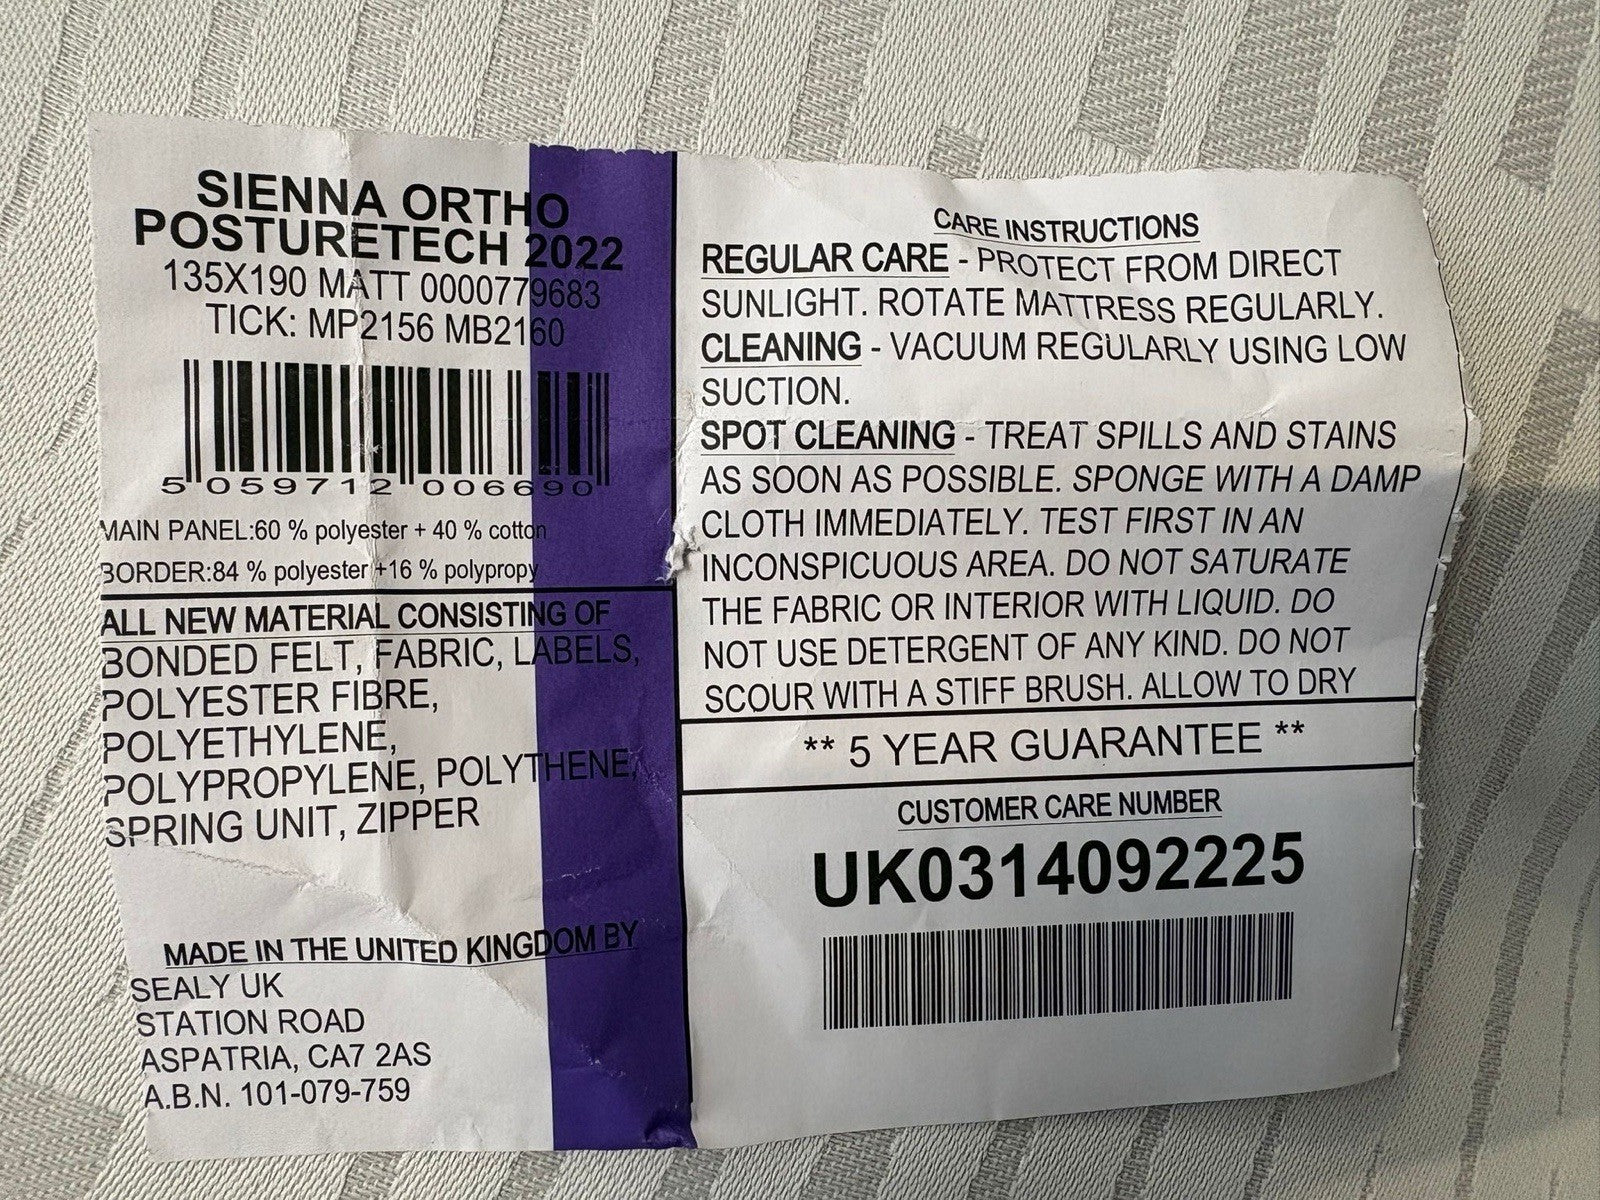 SIENNA ORTHO
POSTURETECH 2022
135X190 MATT 0000779683
TICK: MP2156 MB2160
5 059712 006690
MAIN PANEL:60 % polyester + 40 % cotton
BORDER:84 % polyester +16 % polypropy
ALL NEW MATERIAL CONSISTING OF
BONDED FELT, FABRIC, LABELS,
POLYESTER FIBRE,
POLYETHYLENE,
POLYPROPYLENE, POLYTHENE,
SPRING UNIT, ZIPPER
MADE IN THE UNITED KINGDOM BY
SEALY UK
STATION ROAD
ASPATRIA, CA7 2AS
A.B.N. 101-079-759
CARE INSTRUCTIONS
REGULAR CARE - PROTECT FROM DIRECT
SUNLIGHT. ROTATE MATTRESS REGULARLY.
CLEANING - VACUUM REGULARLY USING LOW
SUCTION.
SPOT CLEANING - TREAT SPILLS AND STAINS
AS SOON AS POSSIBLE. SPONGE WITH A DAMP
CLOTH IMMEDIATELY. TEST FIRST IN AN
INCONSPICUOUS AREA. DO NOT SATURATE
THE FABRIC OR INTERIOR WITH LIQUID. DO
NOT USE DETERGENT OF ANY KIND. DO NOT
SCOUR WITH A STIFF BRUSH. ALLOW TO DRY
** 5 YEAR GUARANTEE **
CUSTOMER CARE NUMBER
UK0314092225